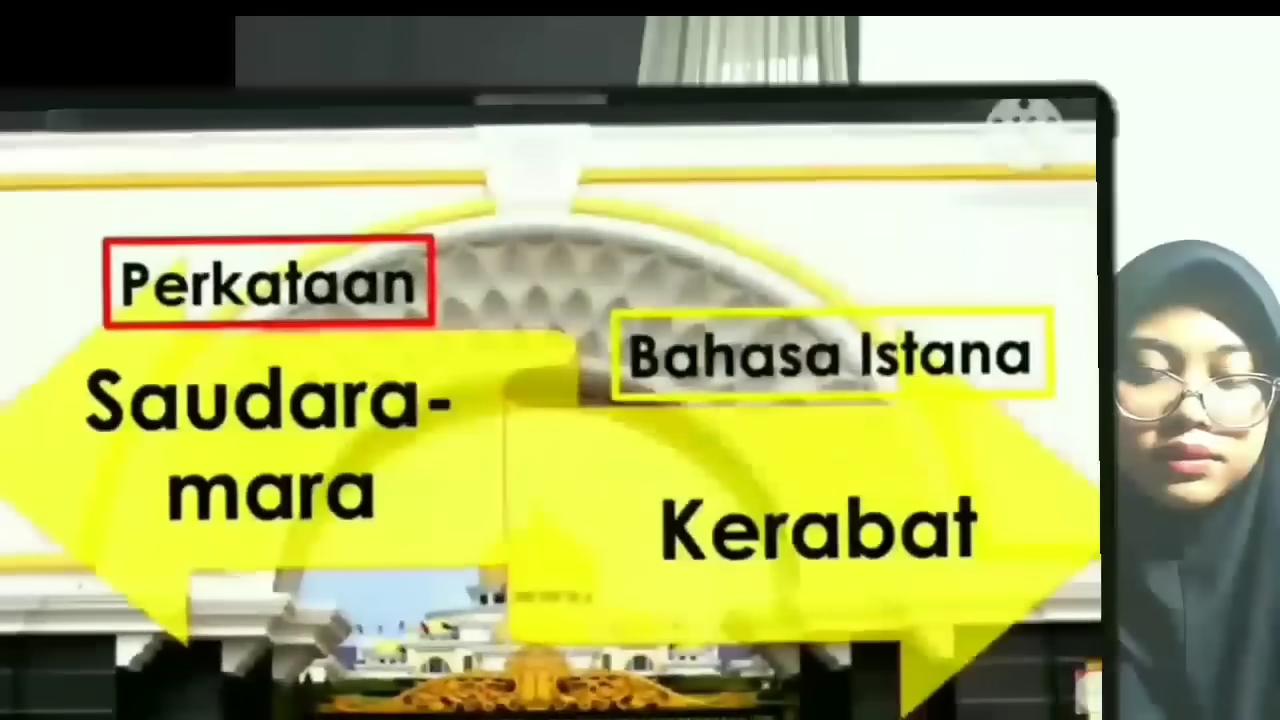 Perkataan
Saudara-
mara
Bahasa Istana
Kerabat